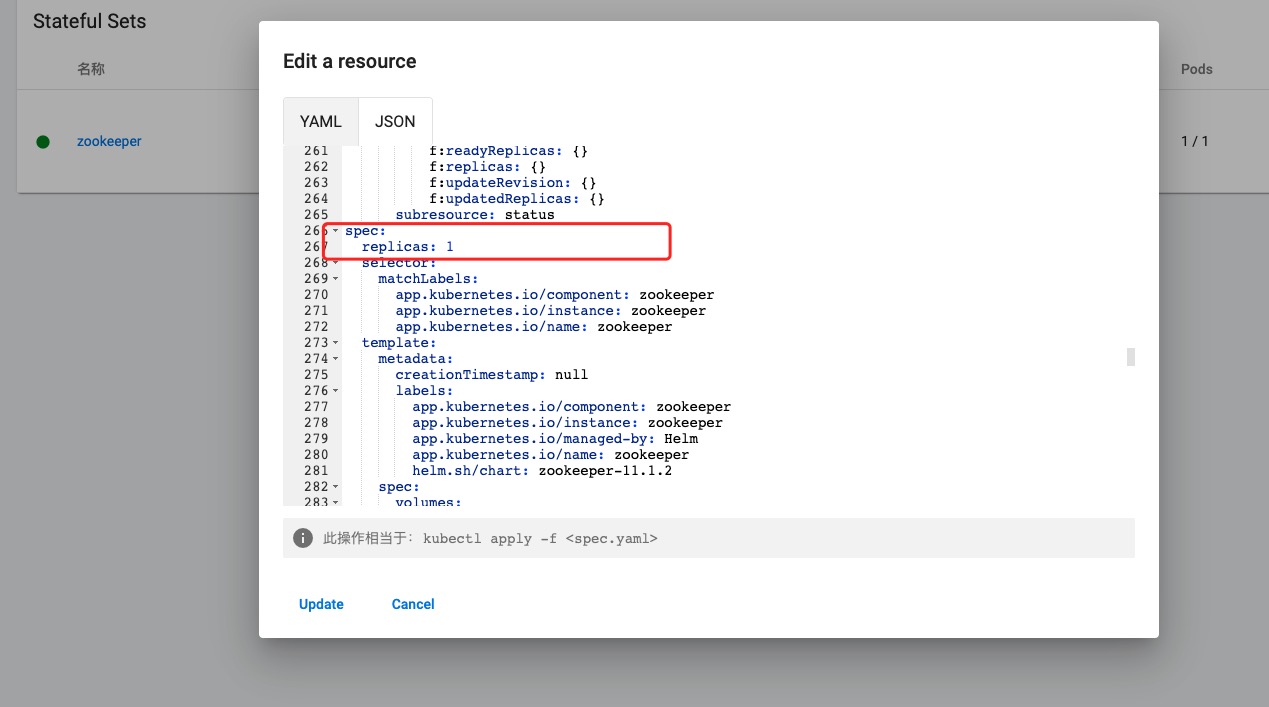 Stateful Sets
名称
Pods
zookeeper
1 / 1
Edit a resource
YAML
JSON
261 f:readyReplicas: {}
262 f:replicas: {}
263 f:updateRevision: {}
264 f:updatedReplicas: {}
265 subresource: status
266 spec:
267 replicas: 1
268 selector:
269 matchLabels:
270 app.kubernetes.io/component: zookeeper
271 app.kubernetes.io/instance: zookeeper
272 app.kubernetes.io/name: zookeeper
273 template:
274 metadata:
275 creationTimestamp: null
276 labels:
277 app.kubernetes.io/component: zookeeper
278 app.kubernetes.io/instance: zookeeper
279 app.kubernetes.io/managed-by: Helm
280 app.kubernetes.io/name: zookeeper
281 helm.sh/chart: zookeeper-11.1.2
282 spec:
283 volumes:
此操作相当于: kubectl apply -f <spec.yaml>
Update
Cancel